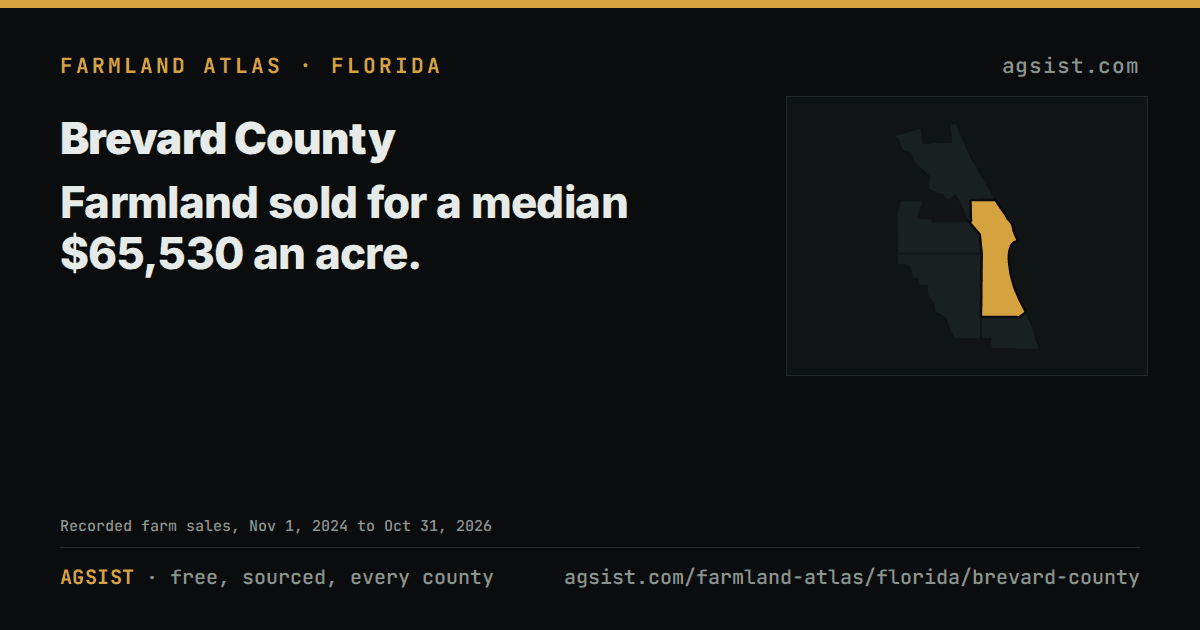 FARMLAND ATLAS · FLORIDA
agsist.com
Brevard County
Farmland sold for a median
$65,530 an acre.
Recorded farm sales, Nov 1, 2024 to Oct 31, 2026
AGSIST · free, sourced, every county
agsist.com/farmland-atlas/florida/brevard-county